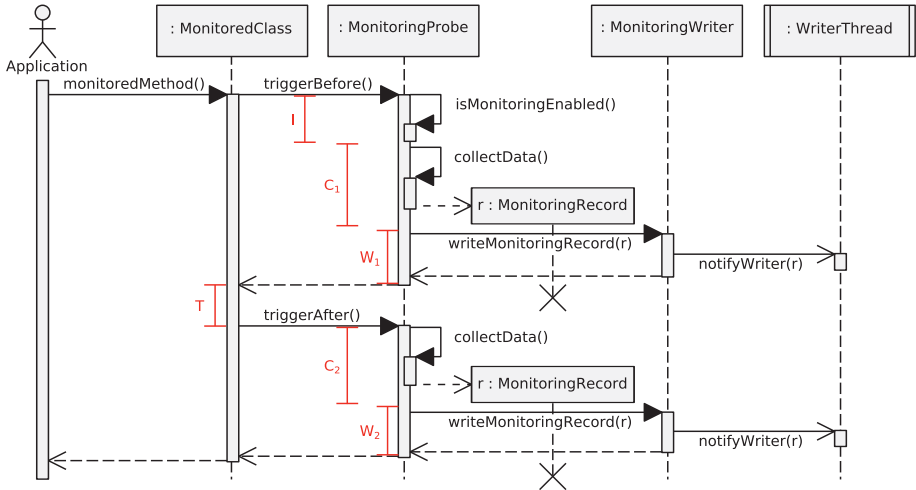 : MonitoredClass
: MonitoringProbe
: MonitoringWriter
: WriterThread
Application
monitoredMethod()
triggerBefore()
isMonitoringEnabled()
I
collectData()
C₁
r : MonitoringRecord
writeMonitoringRecord(r)
W₁
notifyWriter(r)
T
triggerAfter()
collectData()
C₂
r : MonitoringRecord
writeMonitoringRecord(r)
W₂
notifyWriter(r)